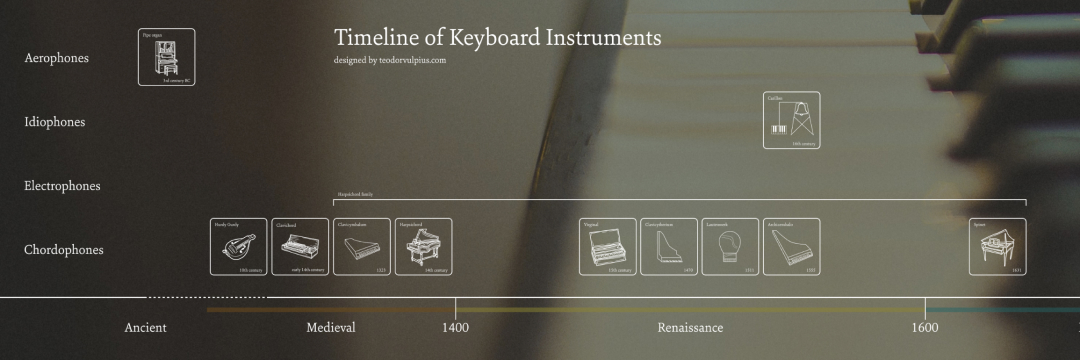 Timeline of Keyboard Instruments
designed by teodorvulpius.com
Aerophones
Pipe organ
3rd century BC
Idiophones
Carillon
16th century
Electrophones
Harpsichord family
Chordophones
Hurdy Gurdy
10th century
Clavichord
early 14th century
Clavicymbalum
1323
Harpsichord
14th century
Virginal
15th century
Clavicytherium
1470
Lautenwerk
Archicembalo
1555
Spinet
1631
Ancient
Medieval
1400
Renaissance
1600